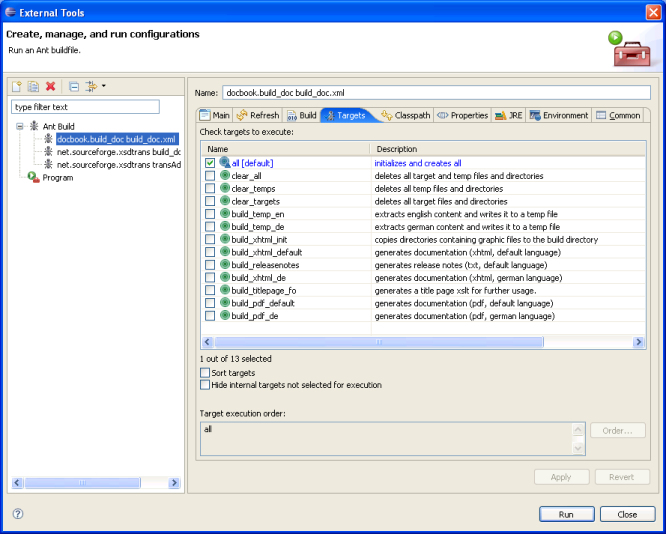 External Tools
Create, manage, and run configurations
Run an Ant buildfile.
type filter text
Ant Build
docbook.build_doc build_doc.xml
net.sourceforge.xsdtrans build_dc
net.sourceforge.xsdtrans transAd
Program
Name: docbook.build_doc build_doc.xml
Main Refresh Build Targets Classpath Properties JRE Environment Common
Check targets to execute:
Name Description
all [default] initializes and creates all
clear_all deletes all target and temp files and directories
clear_temps deletes all temp files and directories
clear_targets deletes all target files and directories
build_temp_en extracts english content and writes it to a temp file
build_temp_de extracts german content and writes it to a temp file
build_xhtml_init copies directories containing graphic files to the build directory
build_xhtml_default generates documentation (xhtml, default language)
build_releasenotes generates release notes (txt, default language)
build_xhtml_de generates documentation (xhtml, german language)
build_titlepage_fo generates a title page xslt for further usage.
build_pdf_default generates documentation (pdf, default language)
build_pdf_de generates documentation (pdf, german language)
1 out of 13 selected
Sort targets
Hide internal targets not selected for execution
Target execution order:
all
Order...
Apply Revert
Run Close